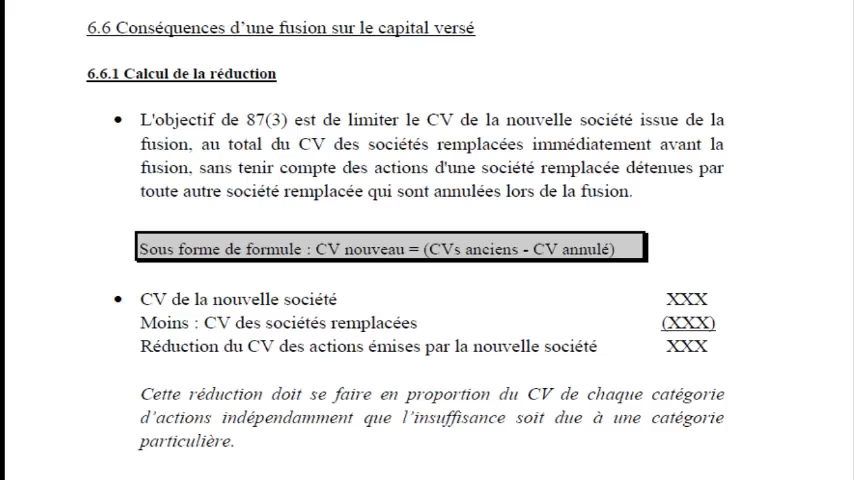 6.6 Conséquences d'une fusion sur le capital versé
6.6.1 Calcul de la réduction
• L'objectif de 87(3) est de limiter le CV de la nouvelle société issue de la
fusion, au total du CV des sociétés remplacées immédiatement avant la
fusion, sans tenir compte des actions d'une société remplacée détenues par
toute autre société remplacée qui sont annulées lors de la fusion.
Sous forme de formule : CV nouveau = (CVs anciens - CV annulé)
• CV de la nouvelle société XXX
Moins : CV des sociétés remplacées (XXX)
Réduction du CV des actions émises par la nouvelle société XXX
Cette réduction doit se faire en proportion du CV de chaque catégorie
d'actions indépendamment que l'insuffisance soit due à une catégorie
particulière.